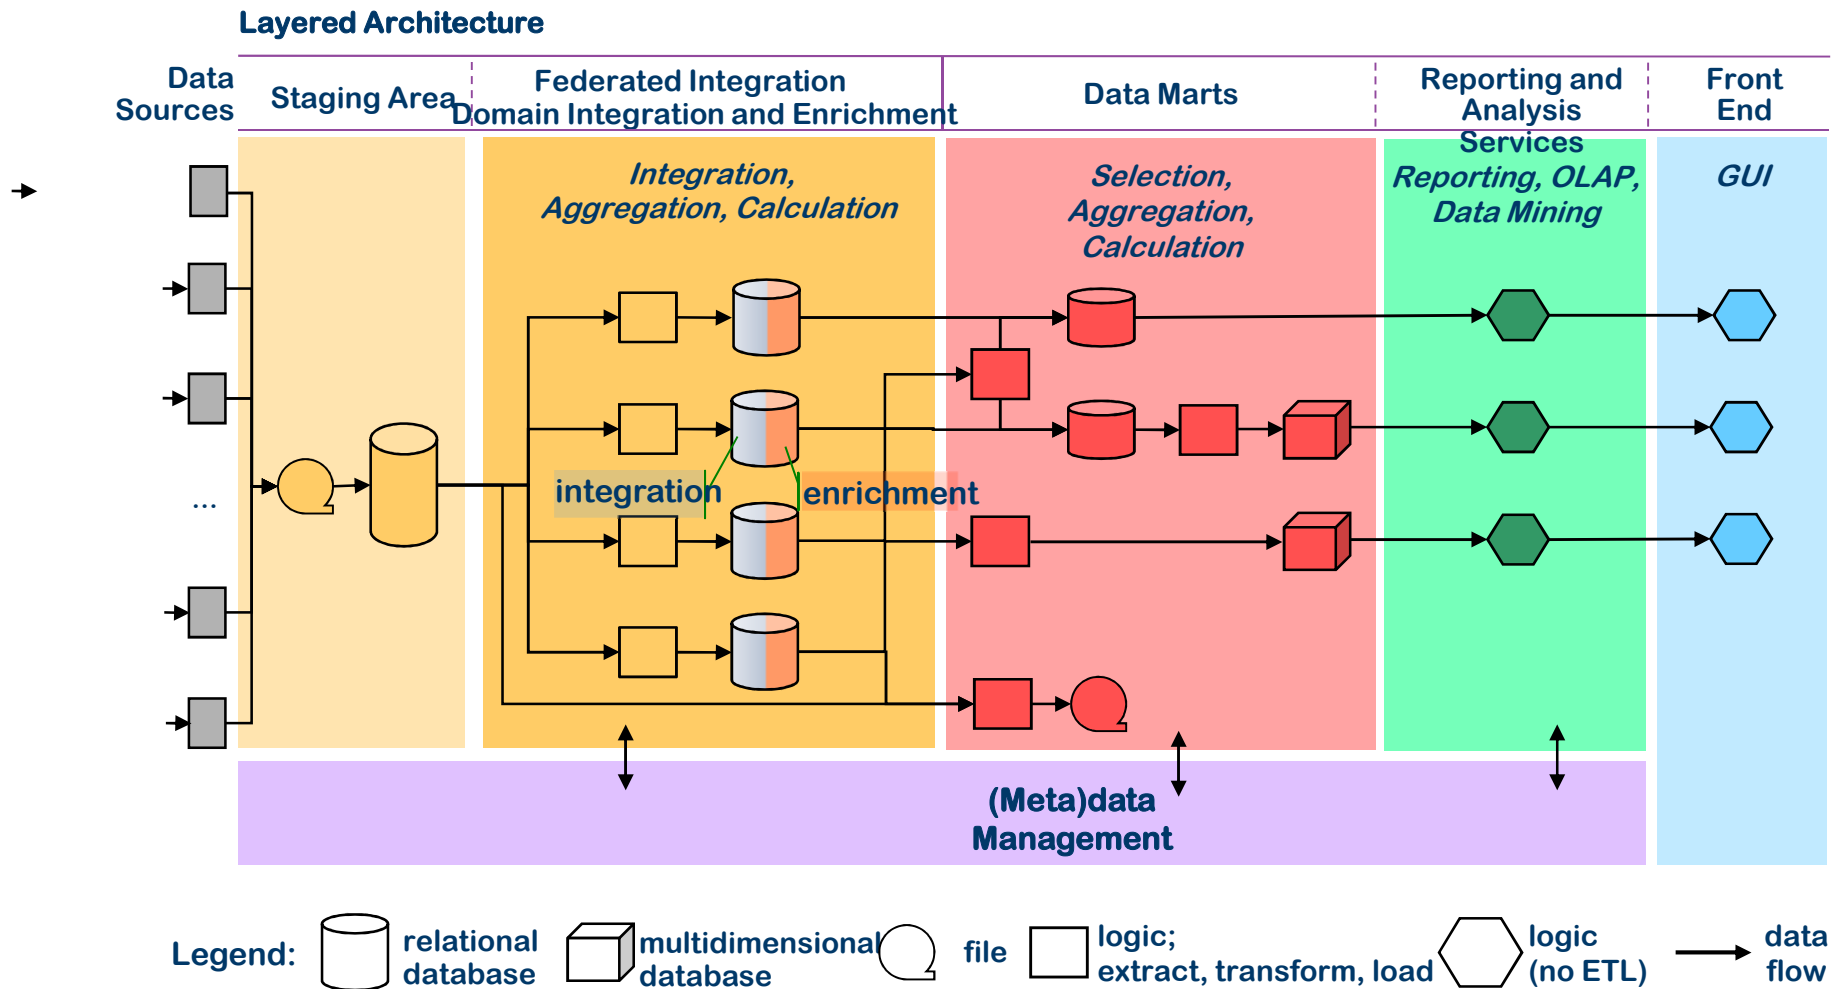 Layered Architecture
Data
Sources
Staging Area
Federated Integration
Domain Integration and Enrichment
Data Marts
Reporting and
Analysis
Services
Front
End
Integration,
Aggregation, Calculation
Selection,
Aggregation,
Calculation
Reporting, OLAP,
Data Mining
GUI
...
integration
enrichment
(Meta)data
Management
Legend:
relational
database
multidimensional
database
file
logic;
extract, transform, load
logic
(no ETL)
data
flow